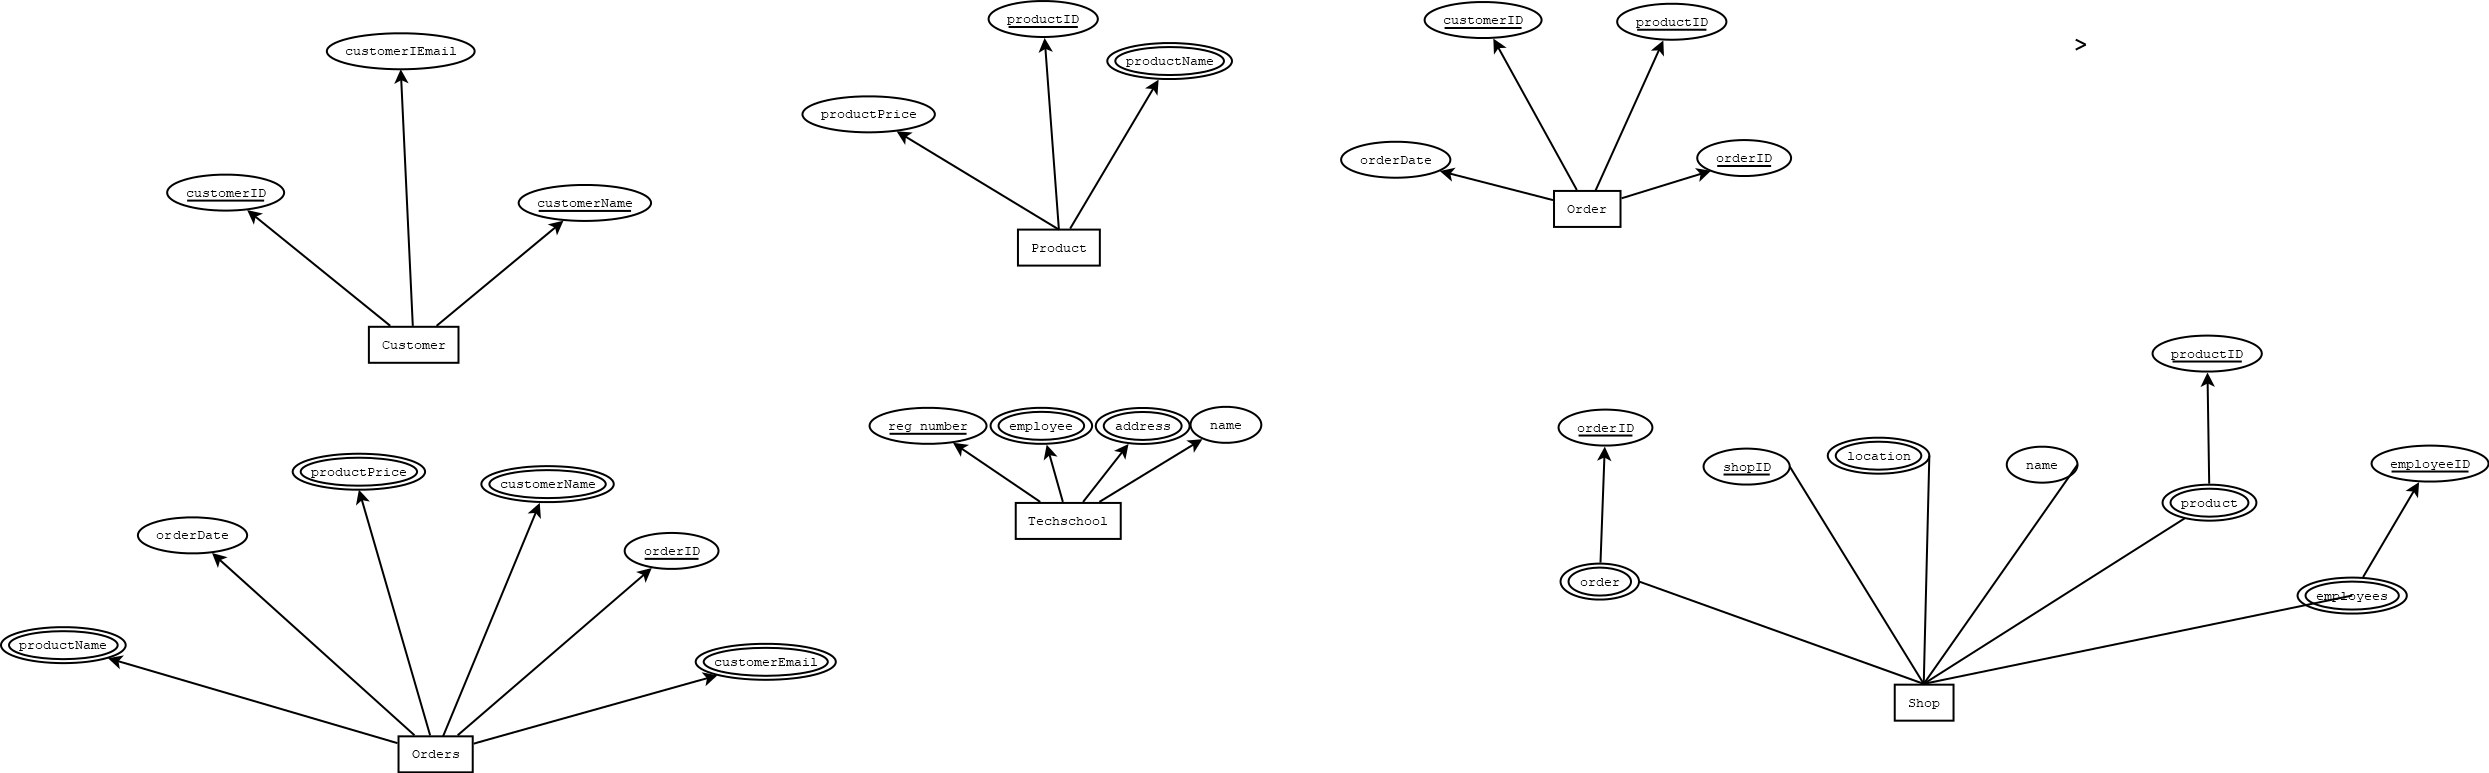 customerIEmail
customerID
customerName
Customer
productID
productName
productPrice
Product
customerID
productID
orderDate
orderID
Order
>
productPrice
customerName
orderDate
orderID
productName
customerEmail
Orders
reg number
employee
address
name
Techschool
productID
orderID
shopID
location
name
employeeID
product
order
employees
Shop